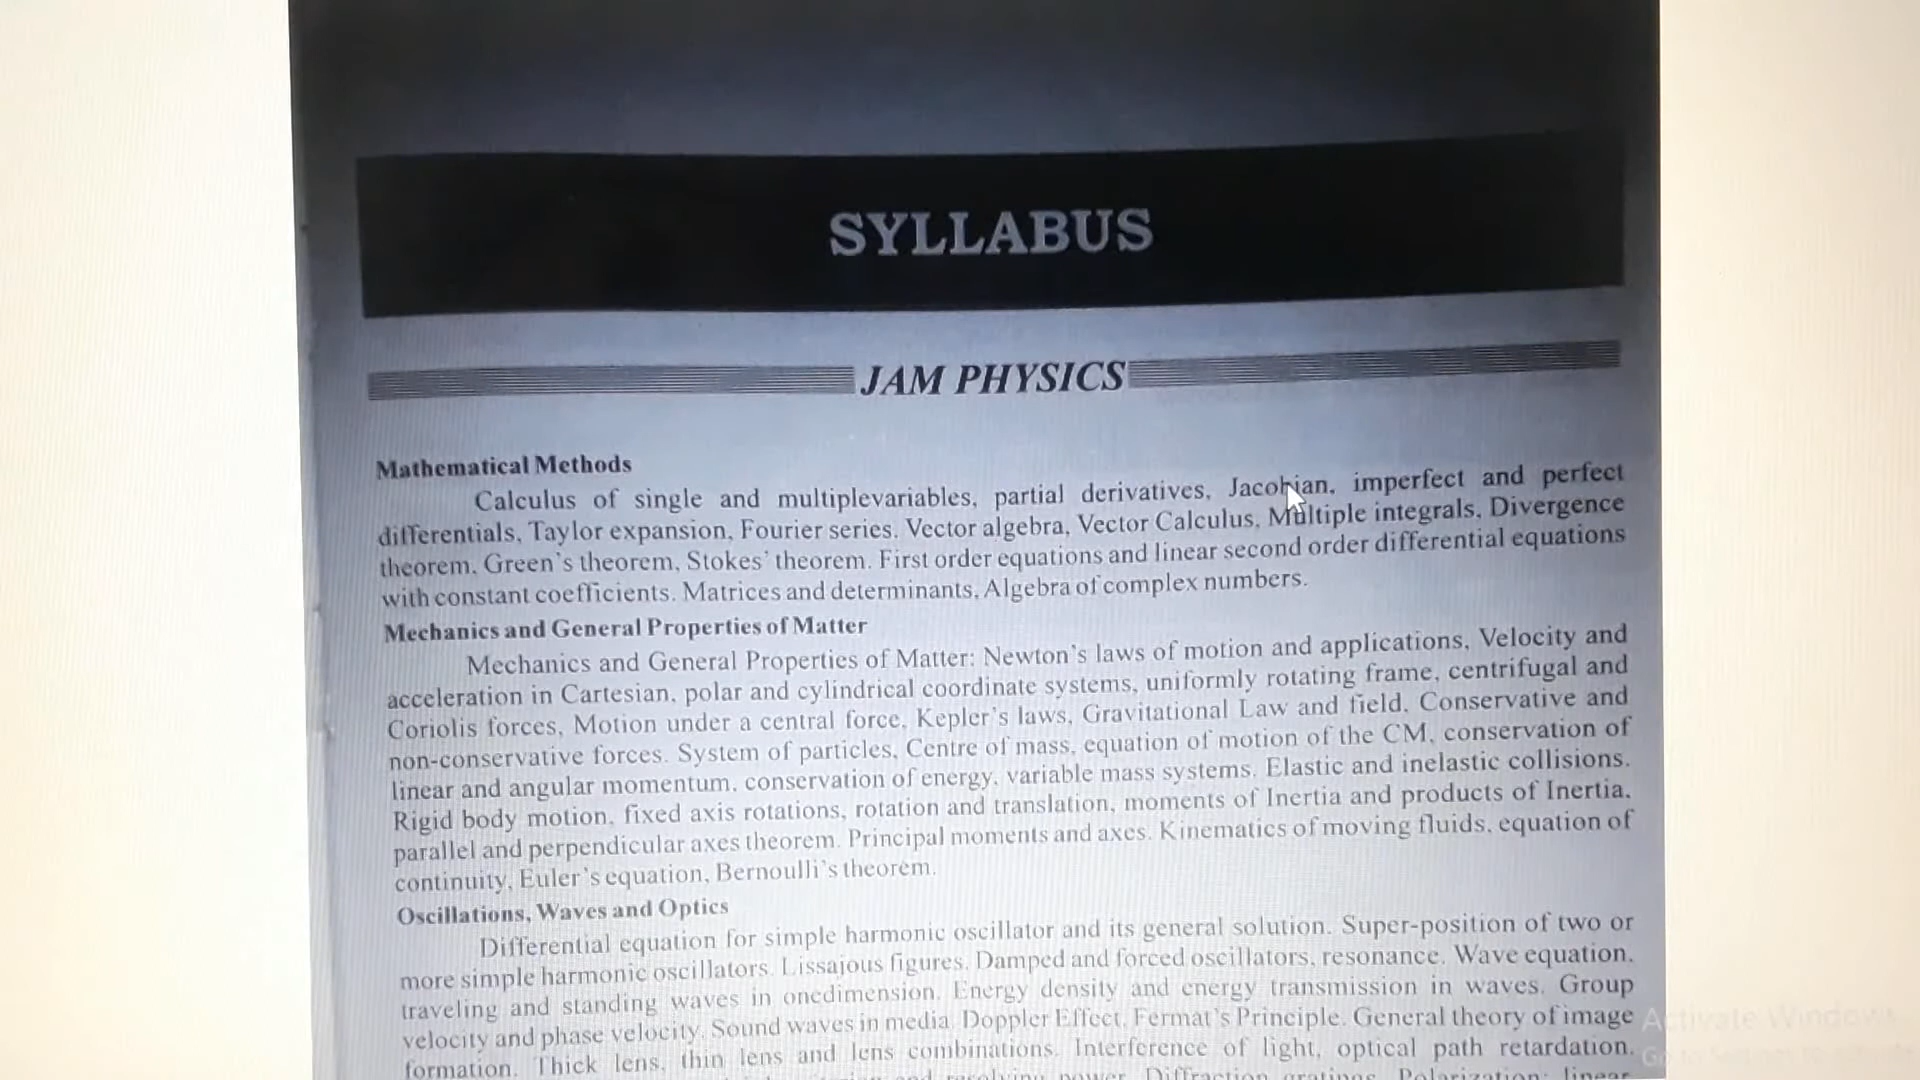 SYLLABUS
JAM PHYSICS
Mathematical Methods
Calculus of single and multiplevariables, partial derivatives, Jacobian, imperfect and perfect
differentials, Taylor expansion, Fourier series. Vector algebra, Vector Calculus, Multiple integrals, Divergence
theorem, Green's theorem, Stokes' theorem. First order equations and linear second order differential equations
with constant coefficients. Matrices and determinants, Algebra of complex numbers.
Mechanics and General Properties of Matter
Mechanics and General Properties of Matter: Newton's laws of motion and applications, Velocity and
acceleration in Cartesian, polar and cylindrical coordinate systems, uniformly rotating frame, centrifugal and
Coriolis forces, Motion under a central force, Kepler's laws, Gravitational Law and field, Conservative and
non-conservative forces. System of particles, Centre of mass, equation of motion of the CM, conservation of
linear and angular momentum, conservation of energy, variable mass systems. Elastic and inelastic collisions.
Rigid body motion, fixed axis rotations, rotation and translation, moments of Inertia and products of Inertia,
parallel and perpendicular axes theorem. Principal moments and axes. Kinematics of moving fluids, equation of
continuity, Euler's equation, Bernoulli's theorem.
Oscillations, Waves and Optics
Differential equation for simple harmonic oscillator and its general solution. Super-position of two or
more simple harmonic oscillators. Lissajous figures. Damped and forced oscillators, resonance. Wave equation,
traveling and standing waves in onedimension. Energy density and energy transmission in waves. Group
velocity and phase velocity. Sound waves in media. Doppler Effect. Fermat's Principle. General theory of image
formation. Thick lens, thin lens and lens combinations. Interference of light, optical path retardation.
and resolving power. Diffraction gratings. Polarization: linear,
Activate Windows
Go to Settings